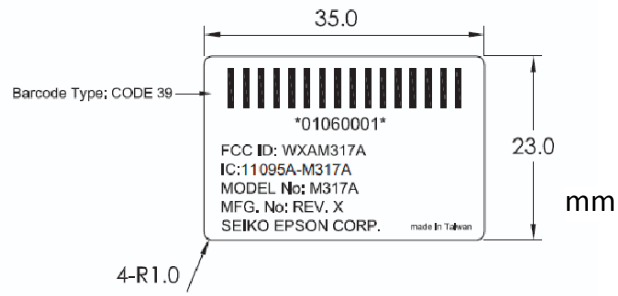 35.0
Barcode Type: CODE 39
*01060001*
FCC ID: WXAM317A
IC:11095A-M317A
MODEL No: M317A
MFG. No: REV. X
SEIKO EPSON CORP.
made In Taiwan
23.0
mm
4-R1.0